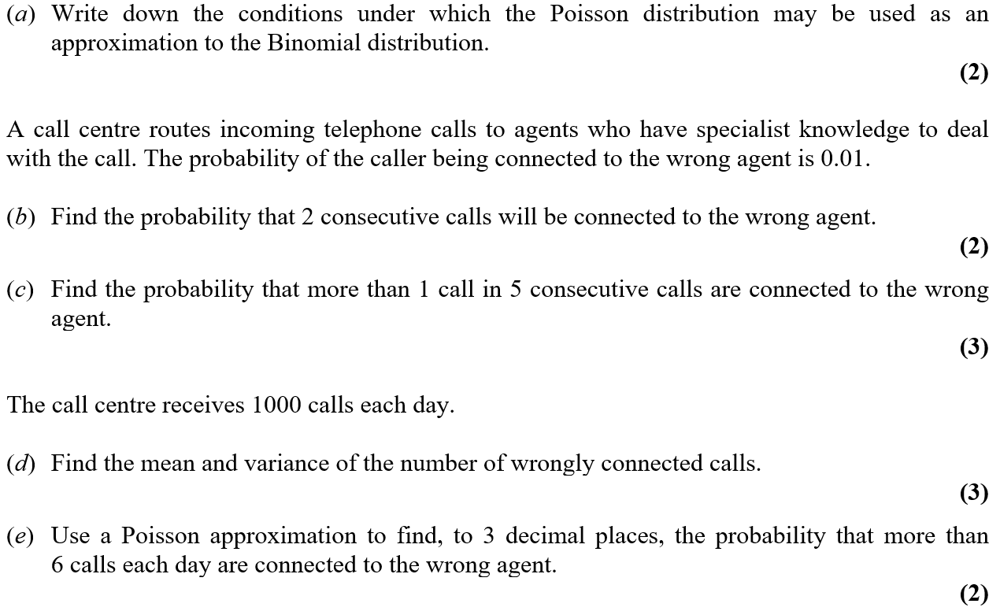 (a) Write down the conditions under which the Poisson distribution may be used as an
approximation to the Binomial distribution.
(2)
A call centre routes incoming telephone calls to agents who have specialist knowledge to deal
with the call. The probability of the caller being connected to the wrong agent is 0.01.
(b) Find the probability that 2 consecutive calls will be connected to the wrong agent.
(2)
(c) Find the probability that more than 1 call in 5 consecutive calls are connected to the wrong
agent.
(3)
The call centre receives 1000 calls each day.
(d) Find the mean and variance of the number of wrongly connected calls.
(3)
(e) Use a Poisson approximation to find, to 3 decimal places, the probability that more than
6 calls each day are connected to the wrong agent.
(2)